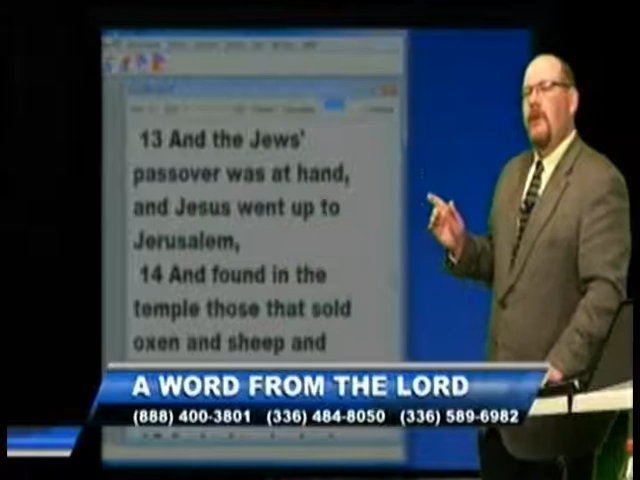 13 And the Jews'
passover was at hand,
and Jesus went up to
Jerusalem,
14 And found in the
temple those that sold
oxen and sheep and
A WORD FROM THE LORD
(888) 400-3801 (336) 484-8050 (336) 589-6982